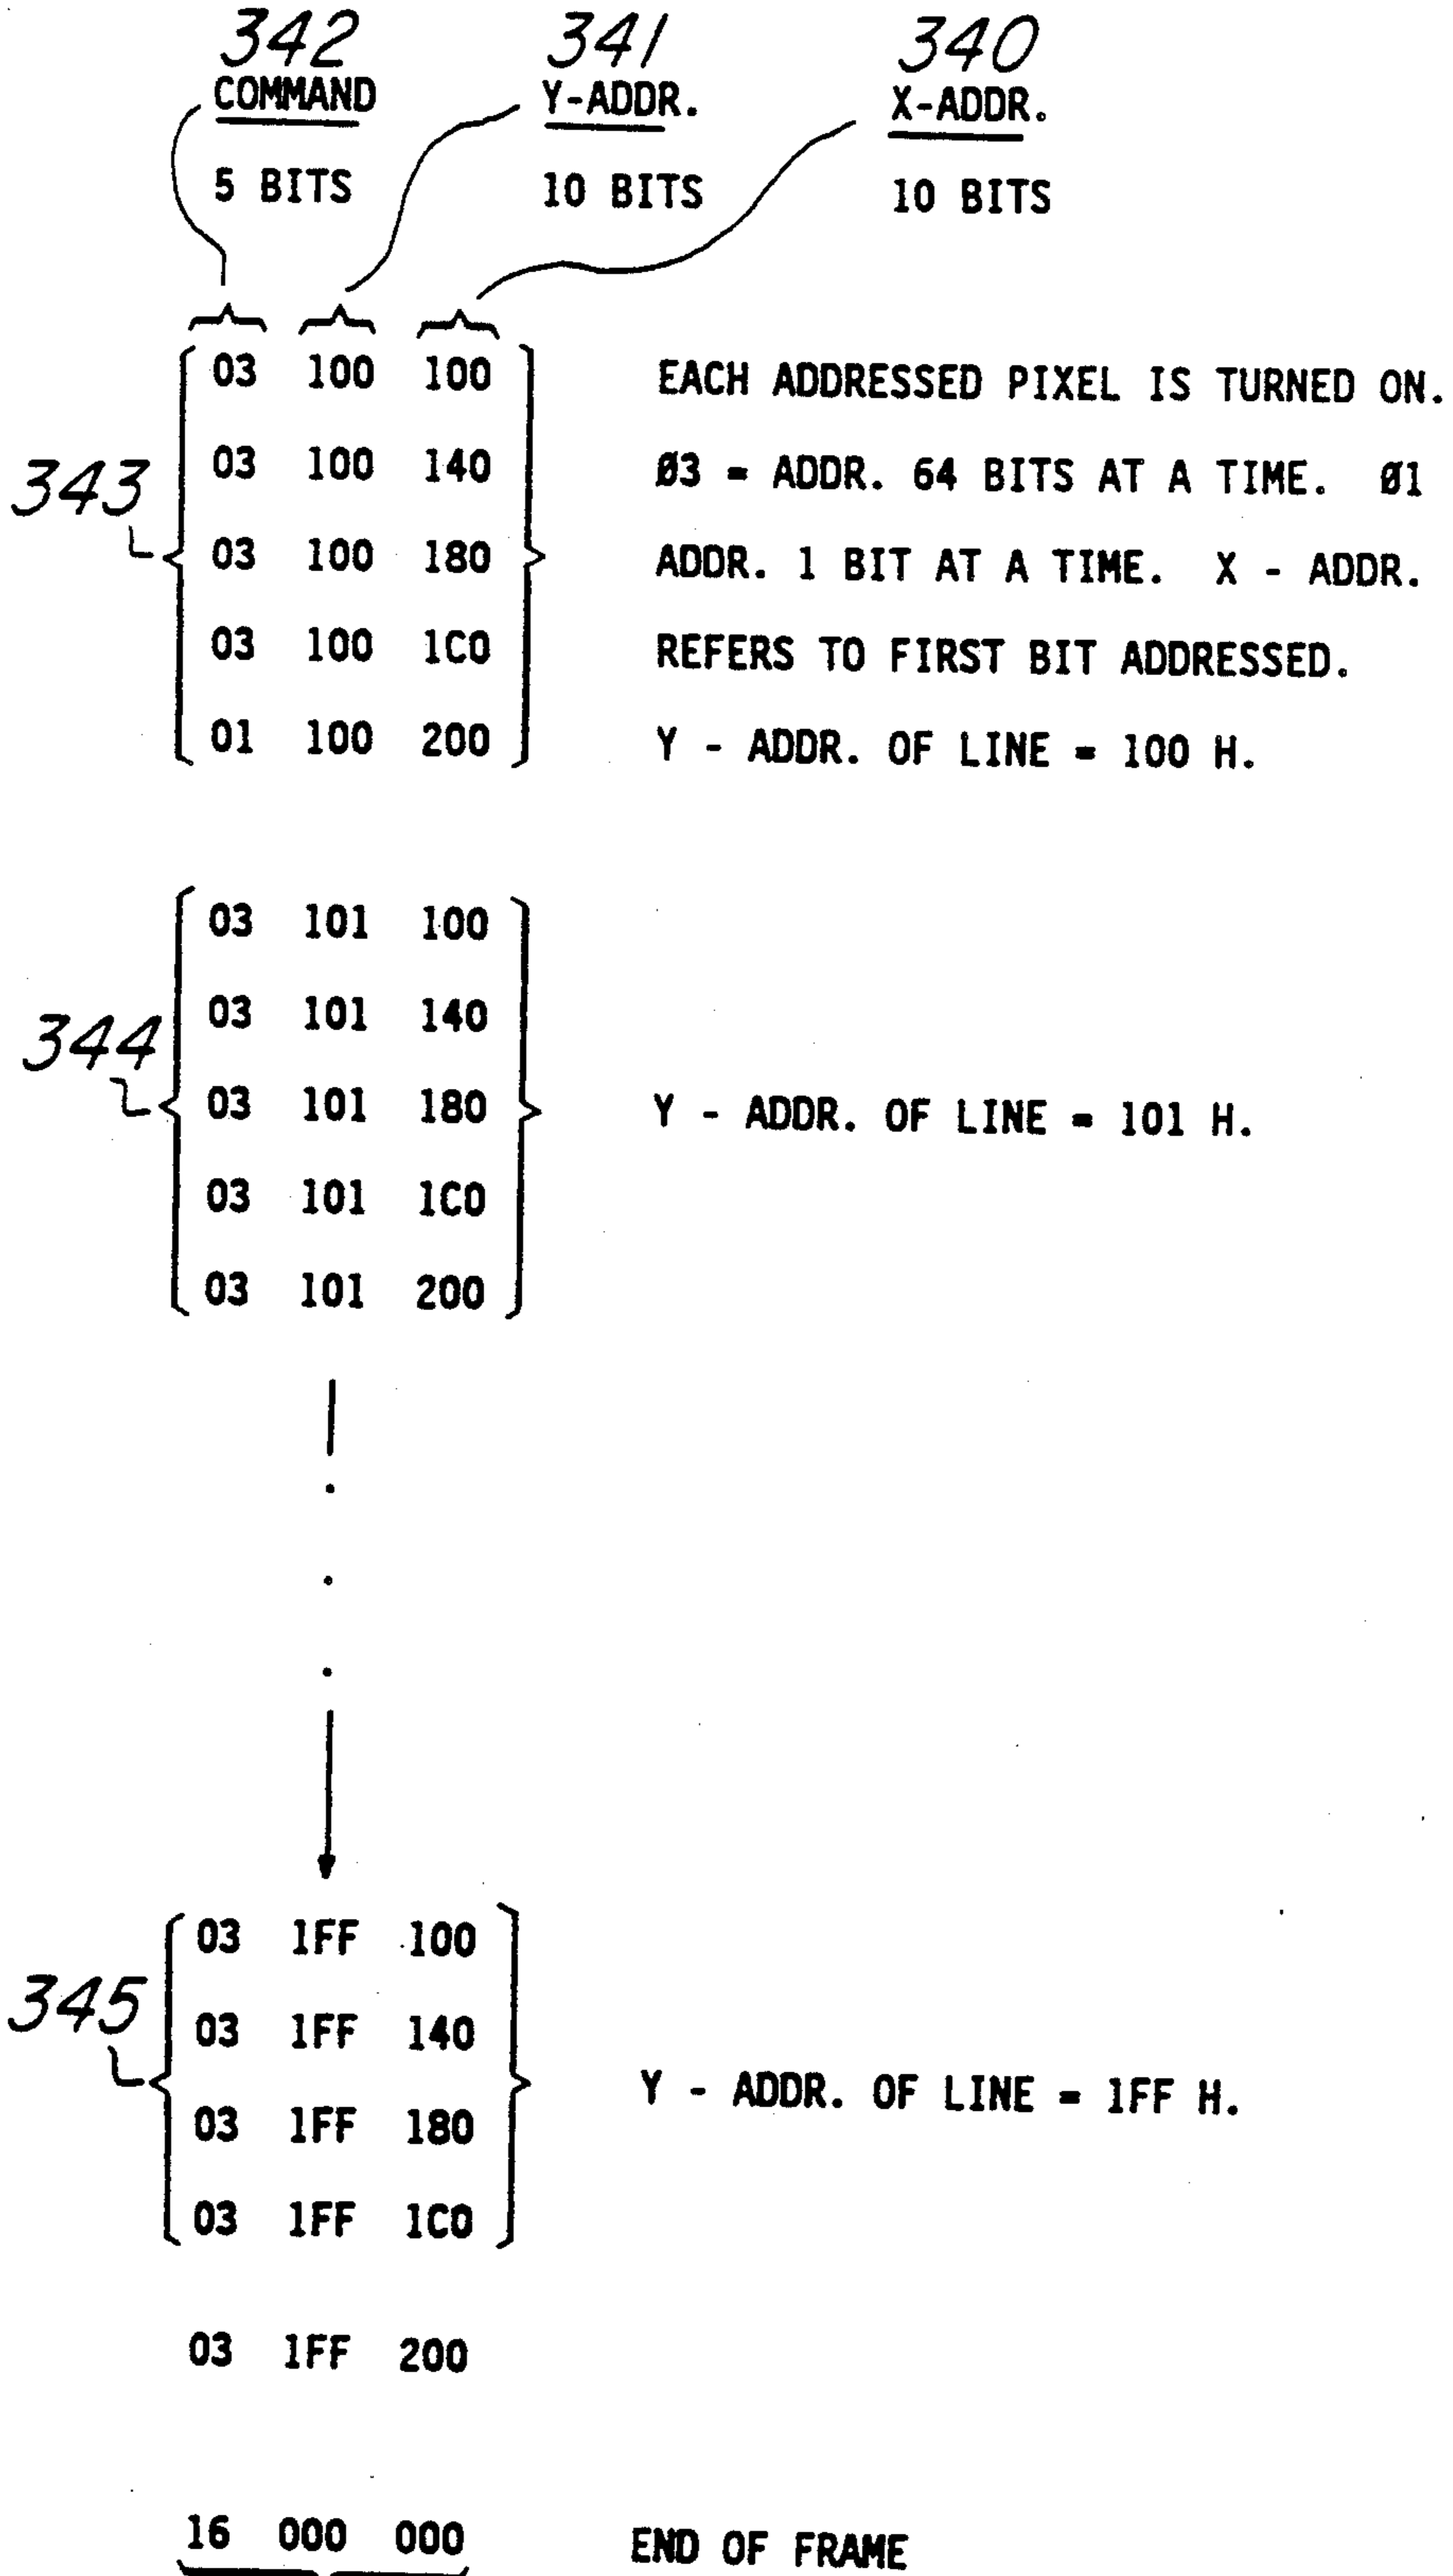 342 341 340
COMMAND Y-ADDR. X-ADDR.
5 BITS 10 BITS 10 BITS
03 100 100 EACH ADDRESSED PIXEL IS TURNED ON.
343 03 100 140 Ø3 = ADDR. 64 BITS AT A TIME. Ø1
03 100 180 ADDR. 1 BIT AT A TIME. X - ADDR.
03 100 1C0 REFERS TO FIRST BIT ADDRESSED.
01 100 200 Y - ADDR. OF LINE = 100 H.
03 101 100
03 101 140
344
03 101 180 Y - ADDR. OF LINE = 101 H.
03 101 1C0
03 101 200
03 1FF 100
345 03 1FF 140
Y - ADDR. OF LINE = 1FF H.
03 1FF 180
03 1FF 1C0
03 1FF 200
16 000 000 END OF FRAME